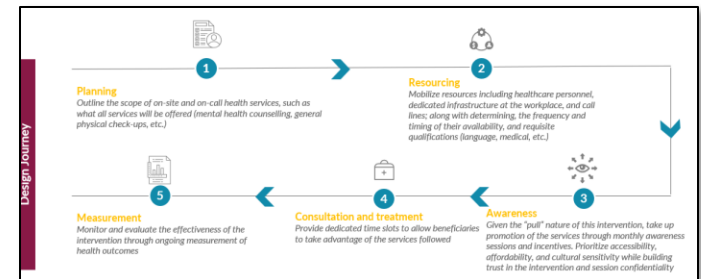 Design Journey
1
Planning
Outline the scope of on-site and on-call health services, such as
what all services will be offered (mental health counselling, general
physical check-ups, etc.)
2
Resourcing
Mobilize resources including healthcare personnel,
dedicated infrastructure at the workplace, and call
lines; along with determining, the frequency and
timing of their availability, and requisite
qualifications (language, medical, etc.)
3
Awareness
Given the "pull" nature of this intervention, take up
promotion of the services through monthly awareness
sessions and incentives. Prioritize accessibility,
affordability, and cultural sensitivity while building
trust in the intervention and session confidentiality
4
Consultation and treatment
Provide dedicated time slots to allow beneficiaries
to take advantage of the services followed
5
Measurement
Monitor and evaluate the effectiveness of the
intervention through ongoing measurement of
health outcomes